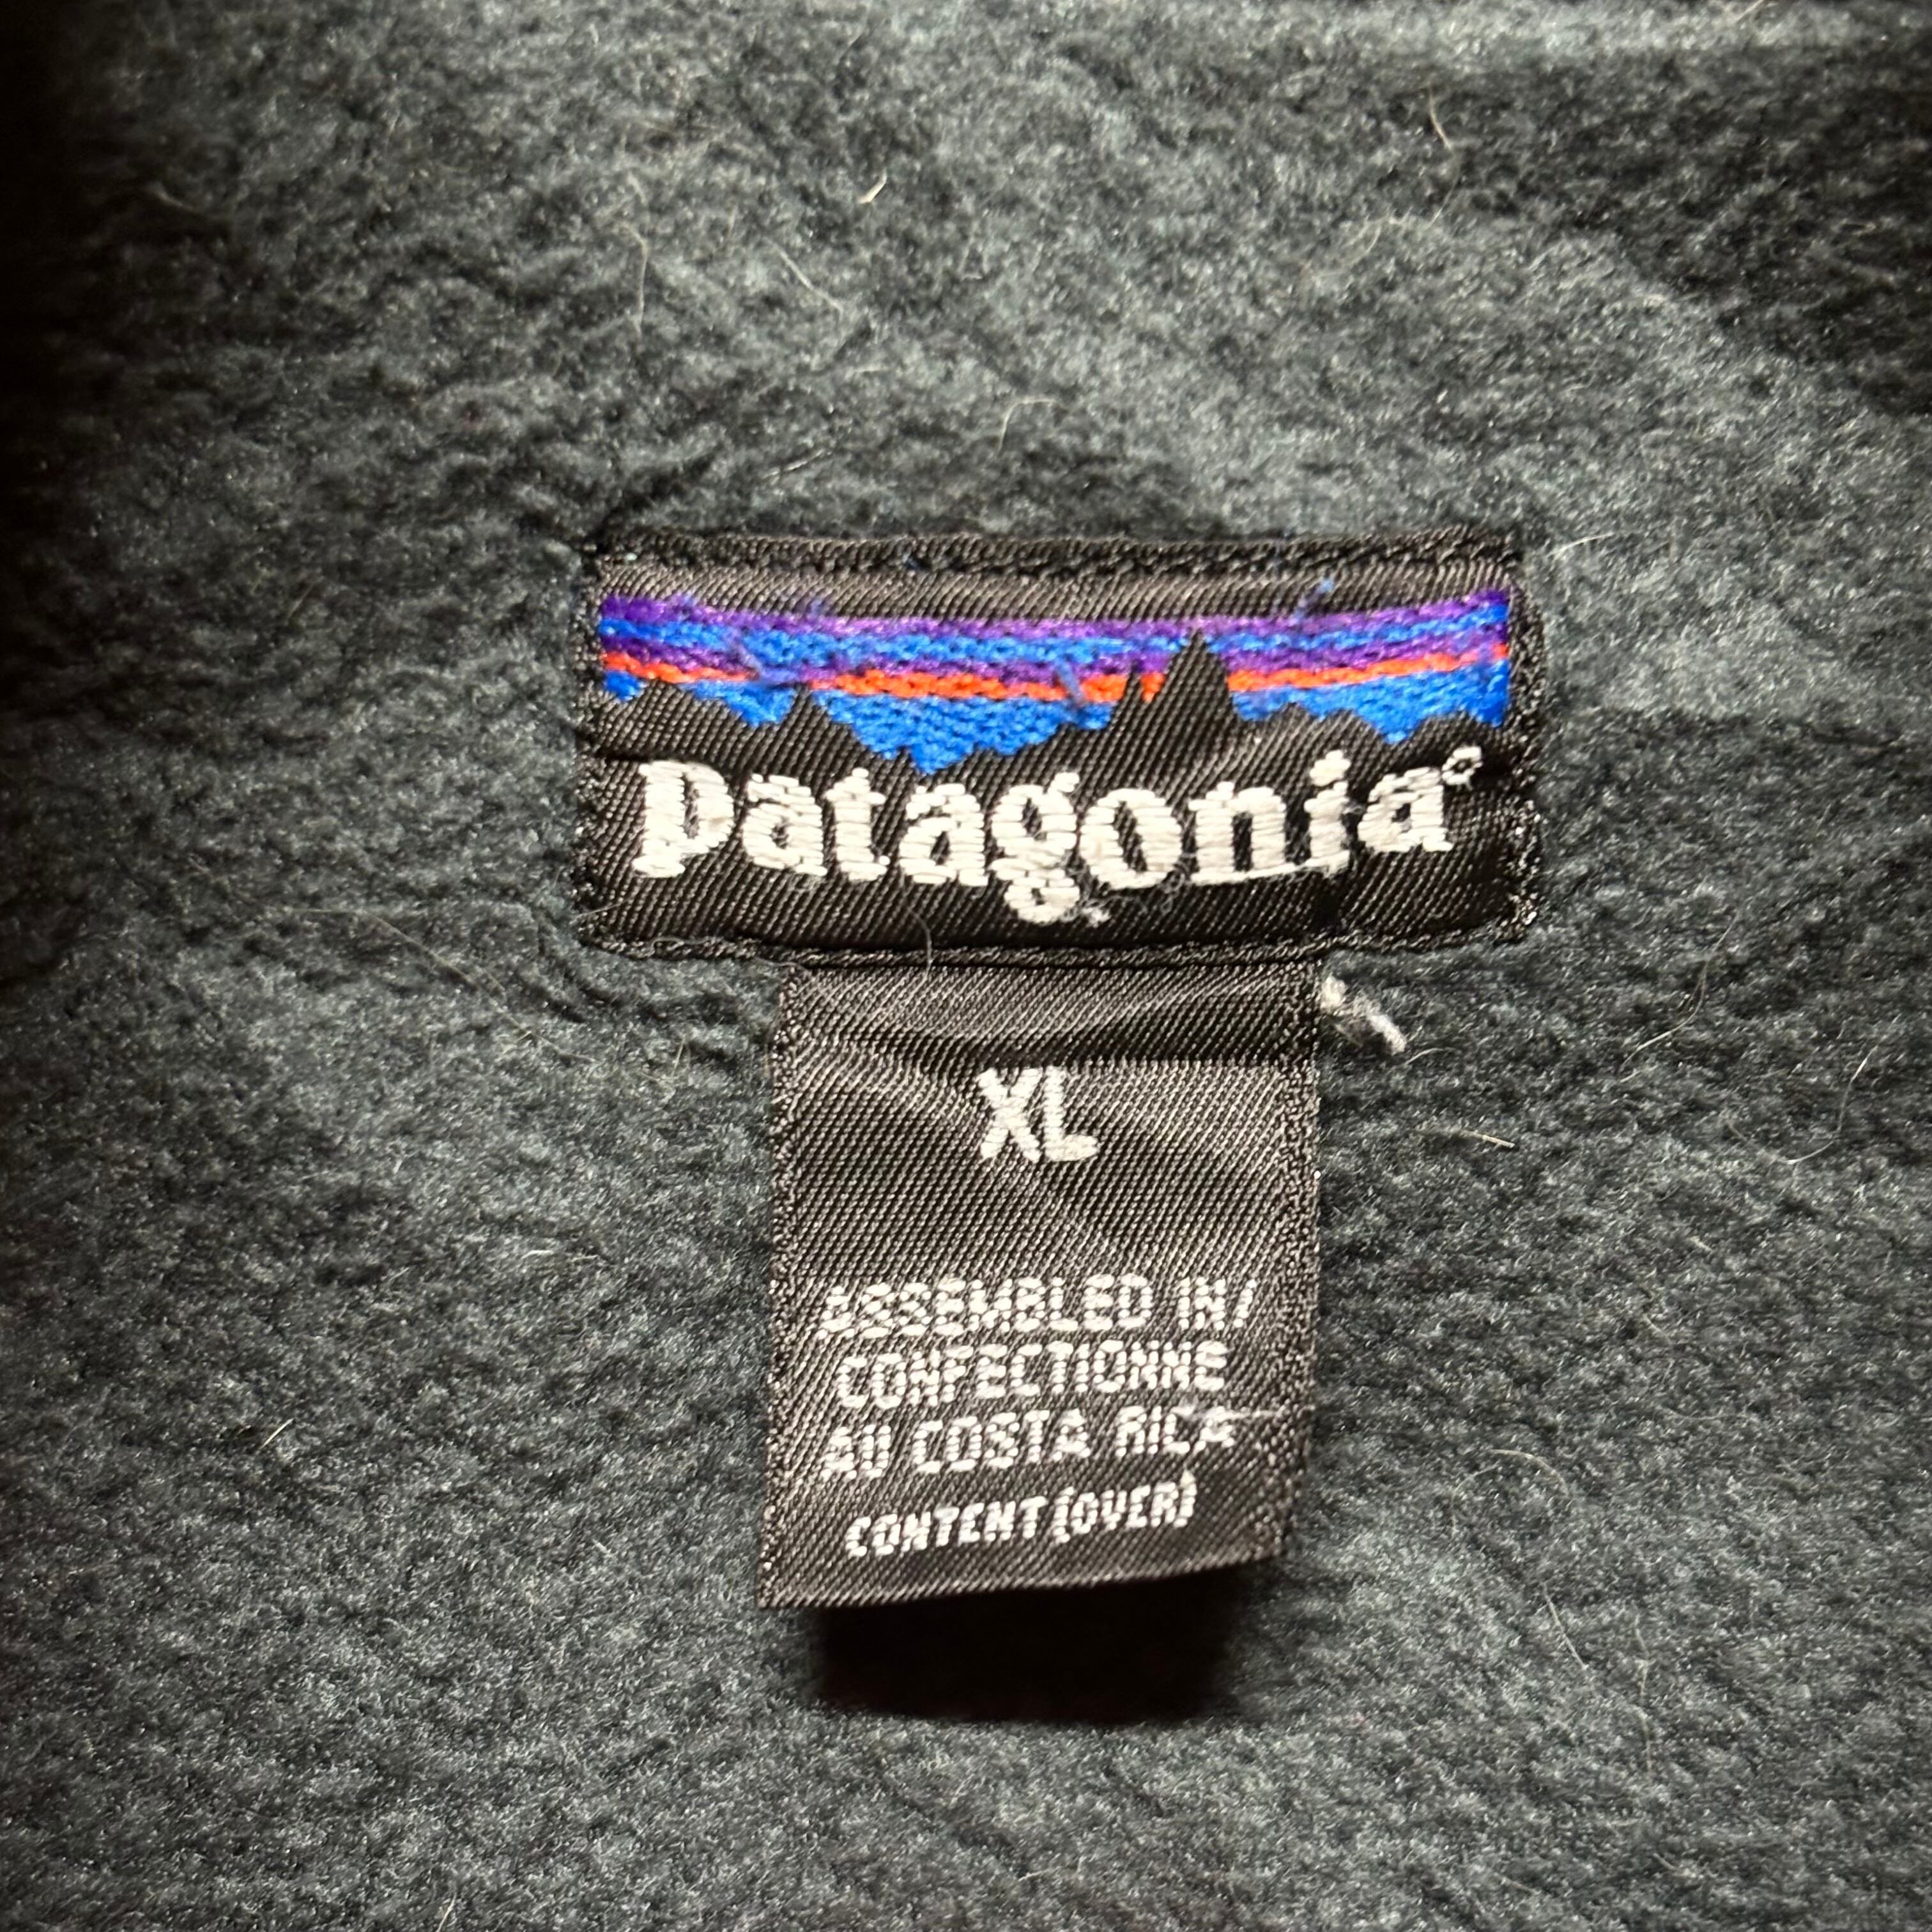 patagonia®
XL
ASSEMBLED IN/
CONFECTIONNE
AU COSTA RICA
CONTENT (OVER)